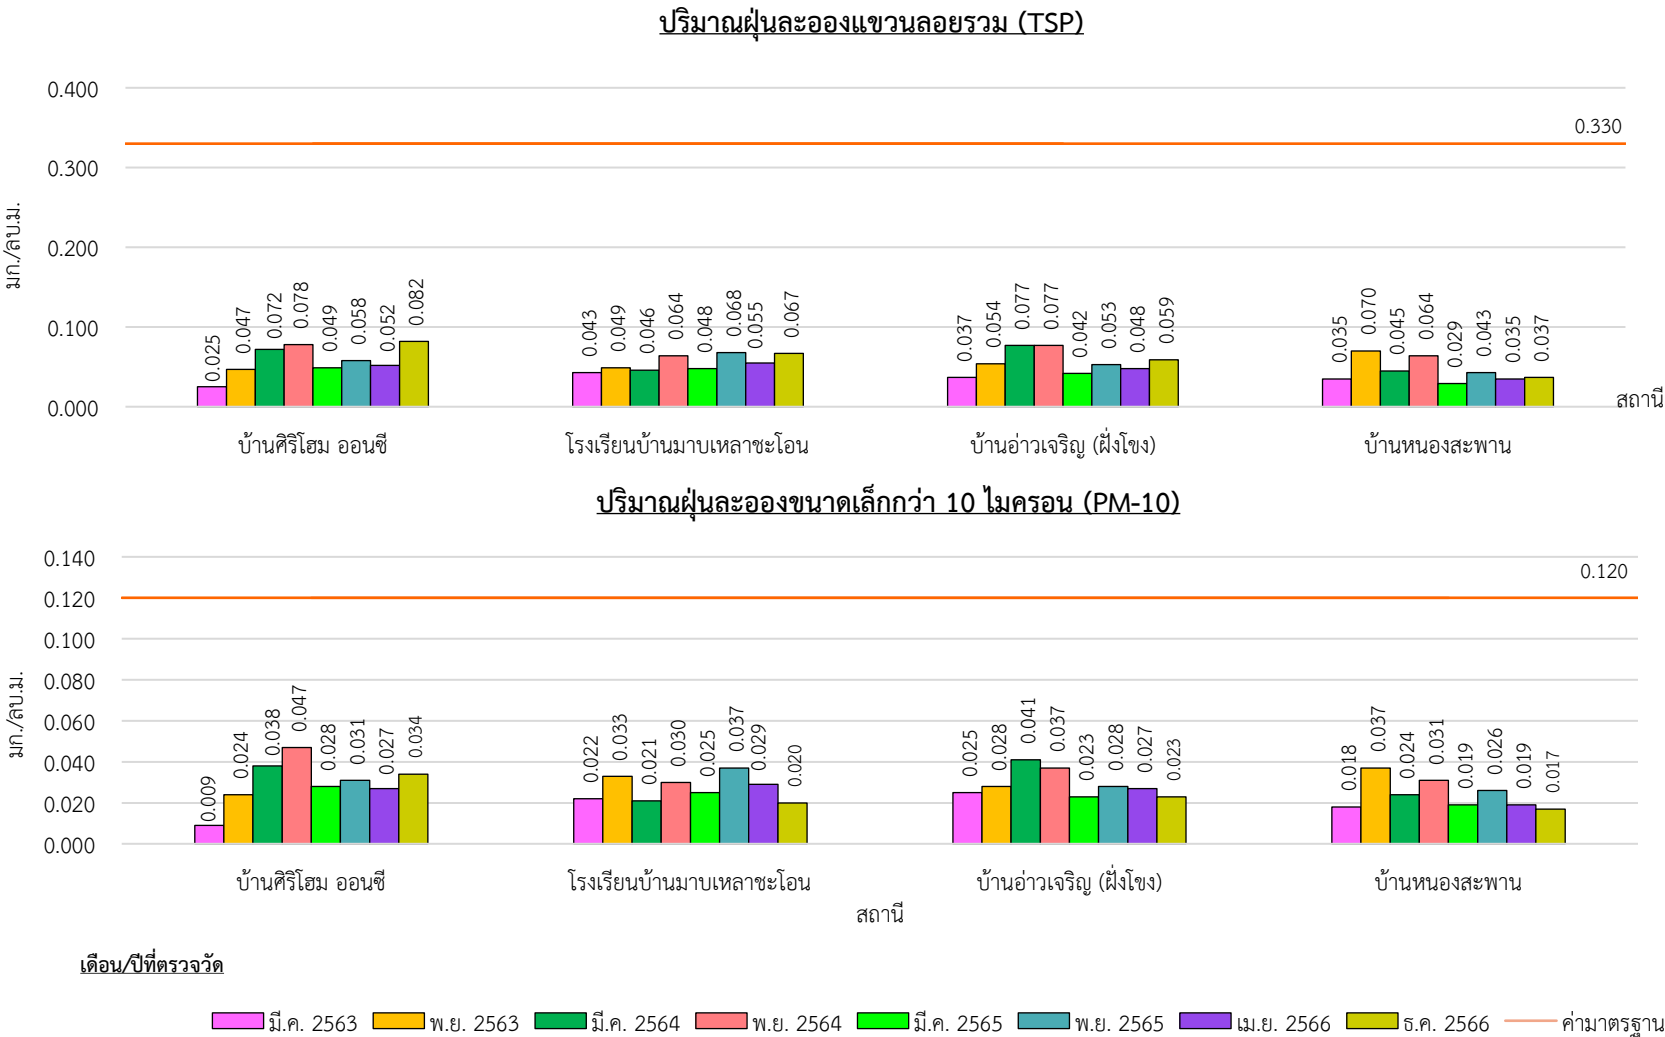 ปริมาณฝุ่นละอองแขวนลอยรวม (TSP)
มก./ลบ.ม.
0.400
0.330
0.300
0.200
0.100
0.000
0.025 0.047 0.072 0.078 0.049 0.058 0.052 0.082
0.043 0.049 0.046 0.064 0.048 0.068 0.055 0.067
0.037 0.054 0.077 0.077 0.042 0.053 0.048 0.059
0.035 0.070 0.045 0.064 0.029 0.043 0.035 0.037
สถานี
บ้านศิริโฮม ออนซี โรงเรียนบ้านมาบเหลาชะโอน บ้านอ่าวเจริญ (ฝั่งโขง) บ้านหนองสะพาน
ปริมาณฝุ่นละอองขนาดเล็กกว่า 10 ไมครอน (PM-10)
มก./ลบ.ม.
0.140
0.120
0.120
0.100
0.080
0.060
0.040
0.020
0.000
0.009 0.024 0.038 0.047 0.028 0.031 0.027 0.034
0.022 0.033 0.021 0.030 0.025 0.037 0.029 0.020
0.025 0.028 0.041 0.037 0.023 0.028 0.027 0.023
0.018 0.037 0.024 0.031 0.019 0.026 0.019 0.017
บ้านศิริโฮม ออนซี โรงเรียนบ้านมาบเหลาชะโอน บ้านอ่าวเจริญ (ฝั่งโขง) บ้านหนองสะพาน
สถานี
เดือน/ปีที่ตรวจวัด
มี.ค. 2563 พ.ย. 2563 มี.ค. 2564 พ.ย. 2564 มี.ค. 2565 พ.ย. 2565 เม.ย. 2566 ธ.ค. 2566 ค่ามาตรฐาน